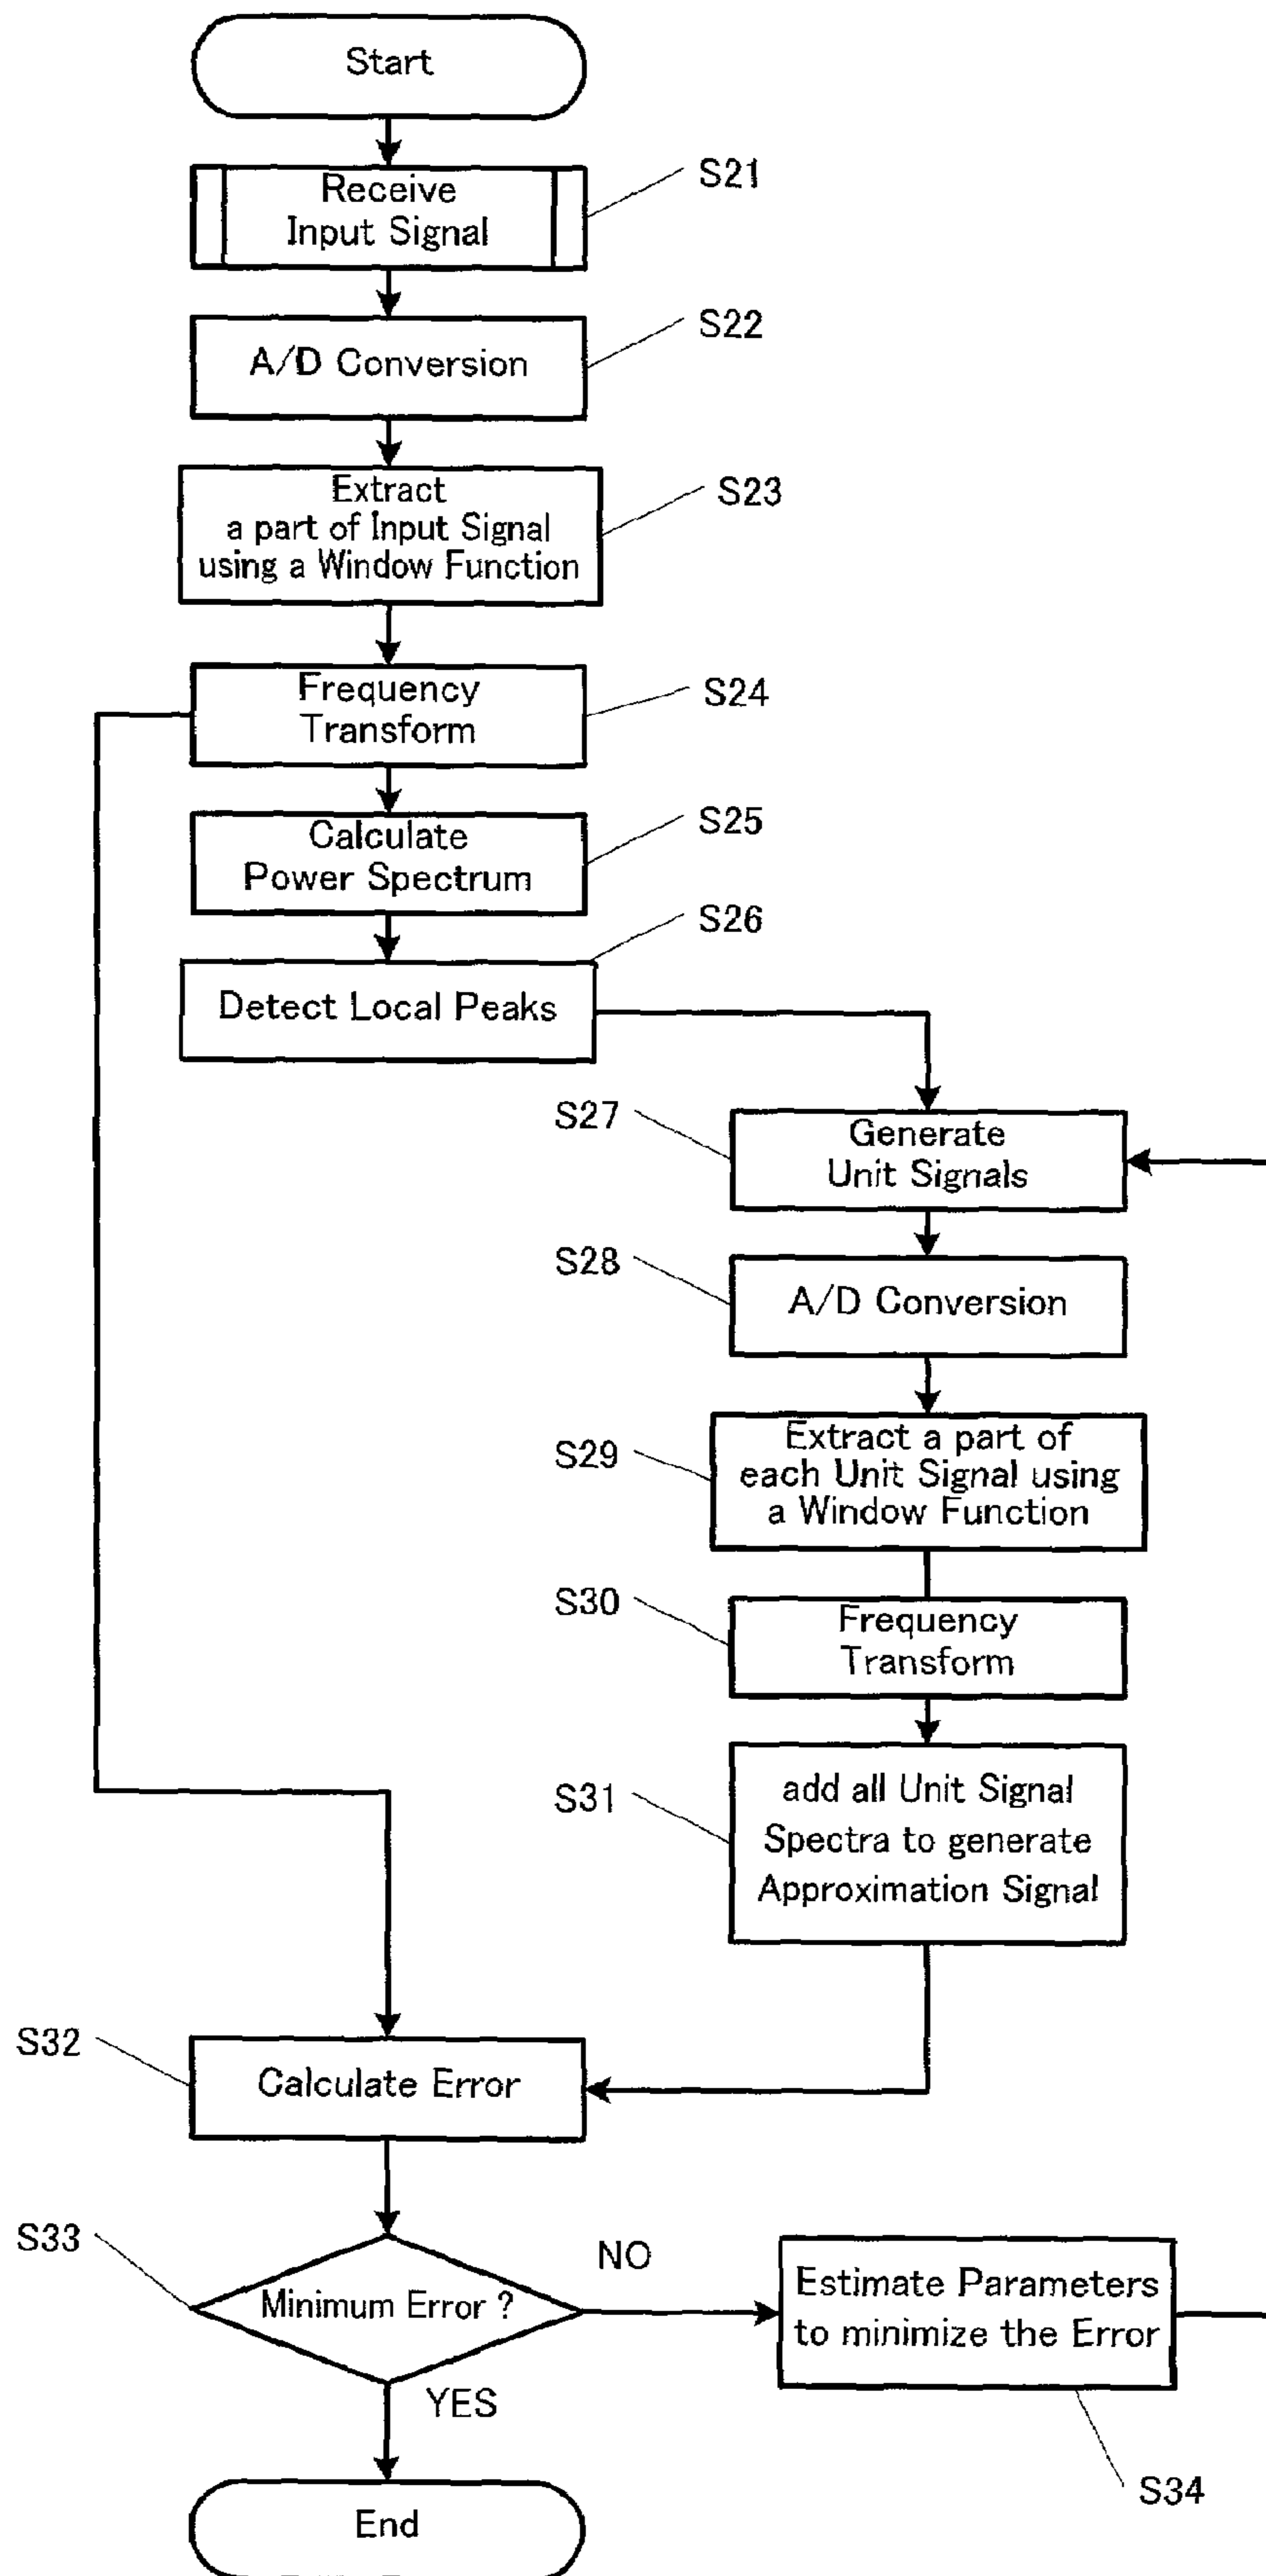 Start
Receive
Input Signal
S21
A/D Conversion
S22
Extract
a part of Input Signal
using a Window Function
S23
Frequency
Transform
S24
Calculate
Power Spectrum
S25
Detect Local Peaks
S26
S27
Generate
Unit Signals
S28
A/D Conversion
S29
Extract a part of
each Unit Signal using
a Window Function
S30
Frequency
Transform
S31
add all Unit Signal
Spectra to generate
Approximation Signal
S32
Calculate Error
S33
Minimum Error ?
NO
YES
Estimate Parameters
to minimize the Error
S34
End